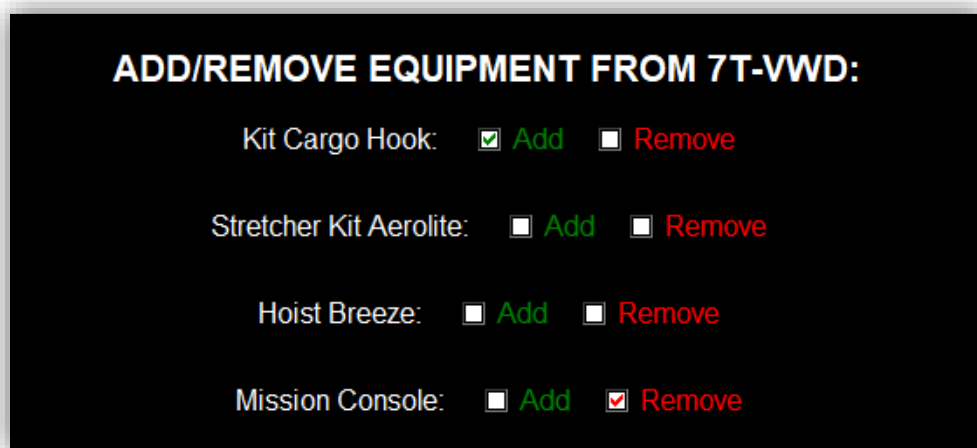 ADD/REMOVE EQUIPMENT FROM 7T-VWD:
Kit Cargo Hook: Add Remove
Stretcher Kit Aerolite: Add Remove
Hoist Breeze: Add Remove
Mission Console: Add Remove